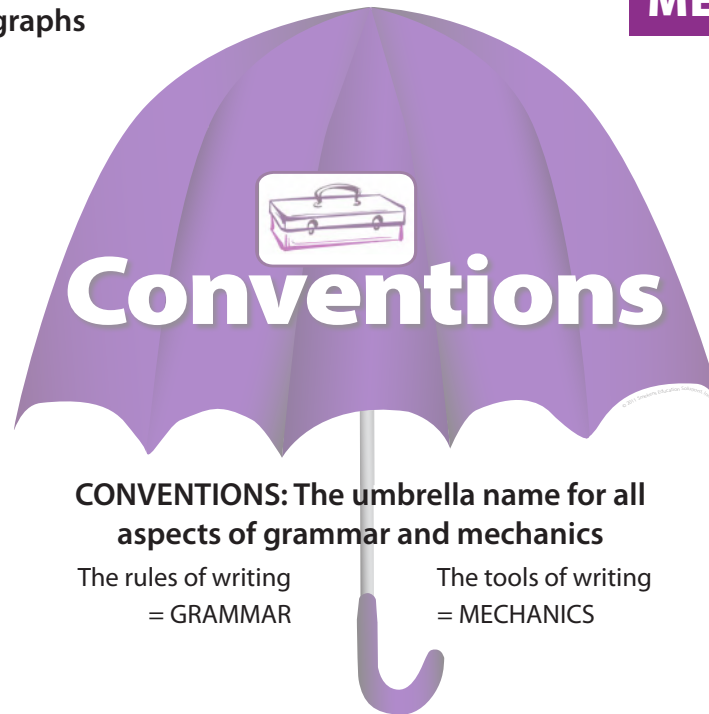 graphs
ME
Conventions
CONVENTIONS: The umbrella name for all
aspects of grammar and mechanics
The rules of writing
= GRAMMAR
The tools of writing
= MECHANICS